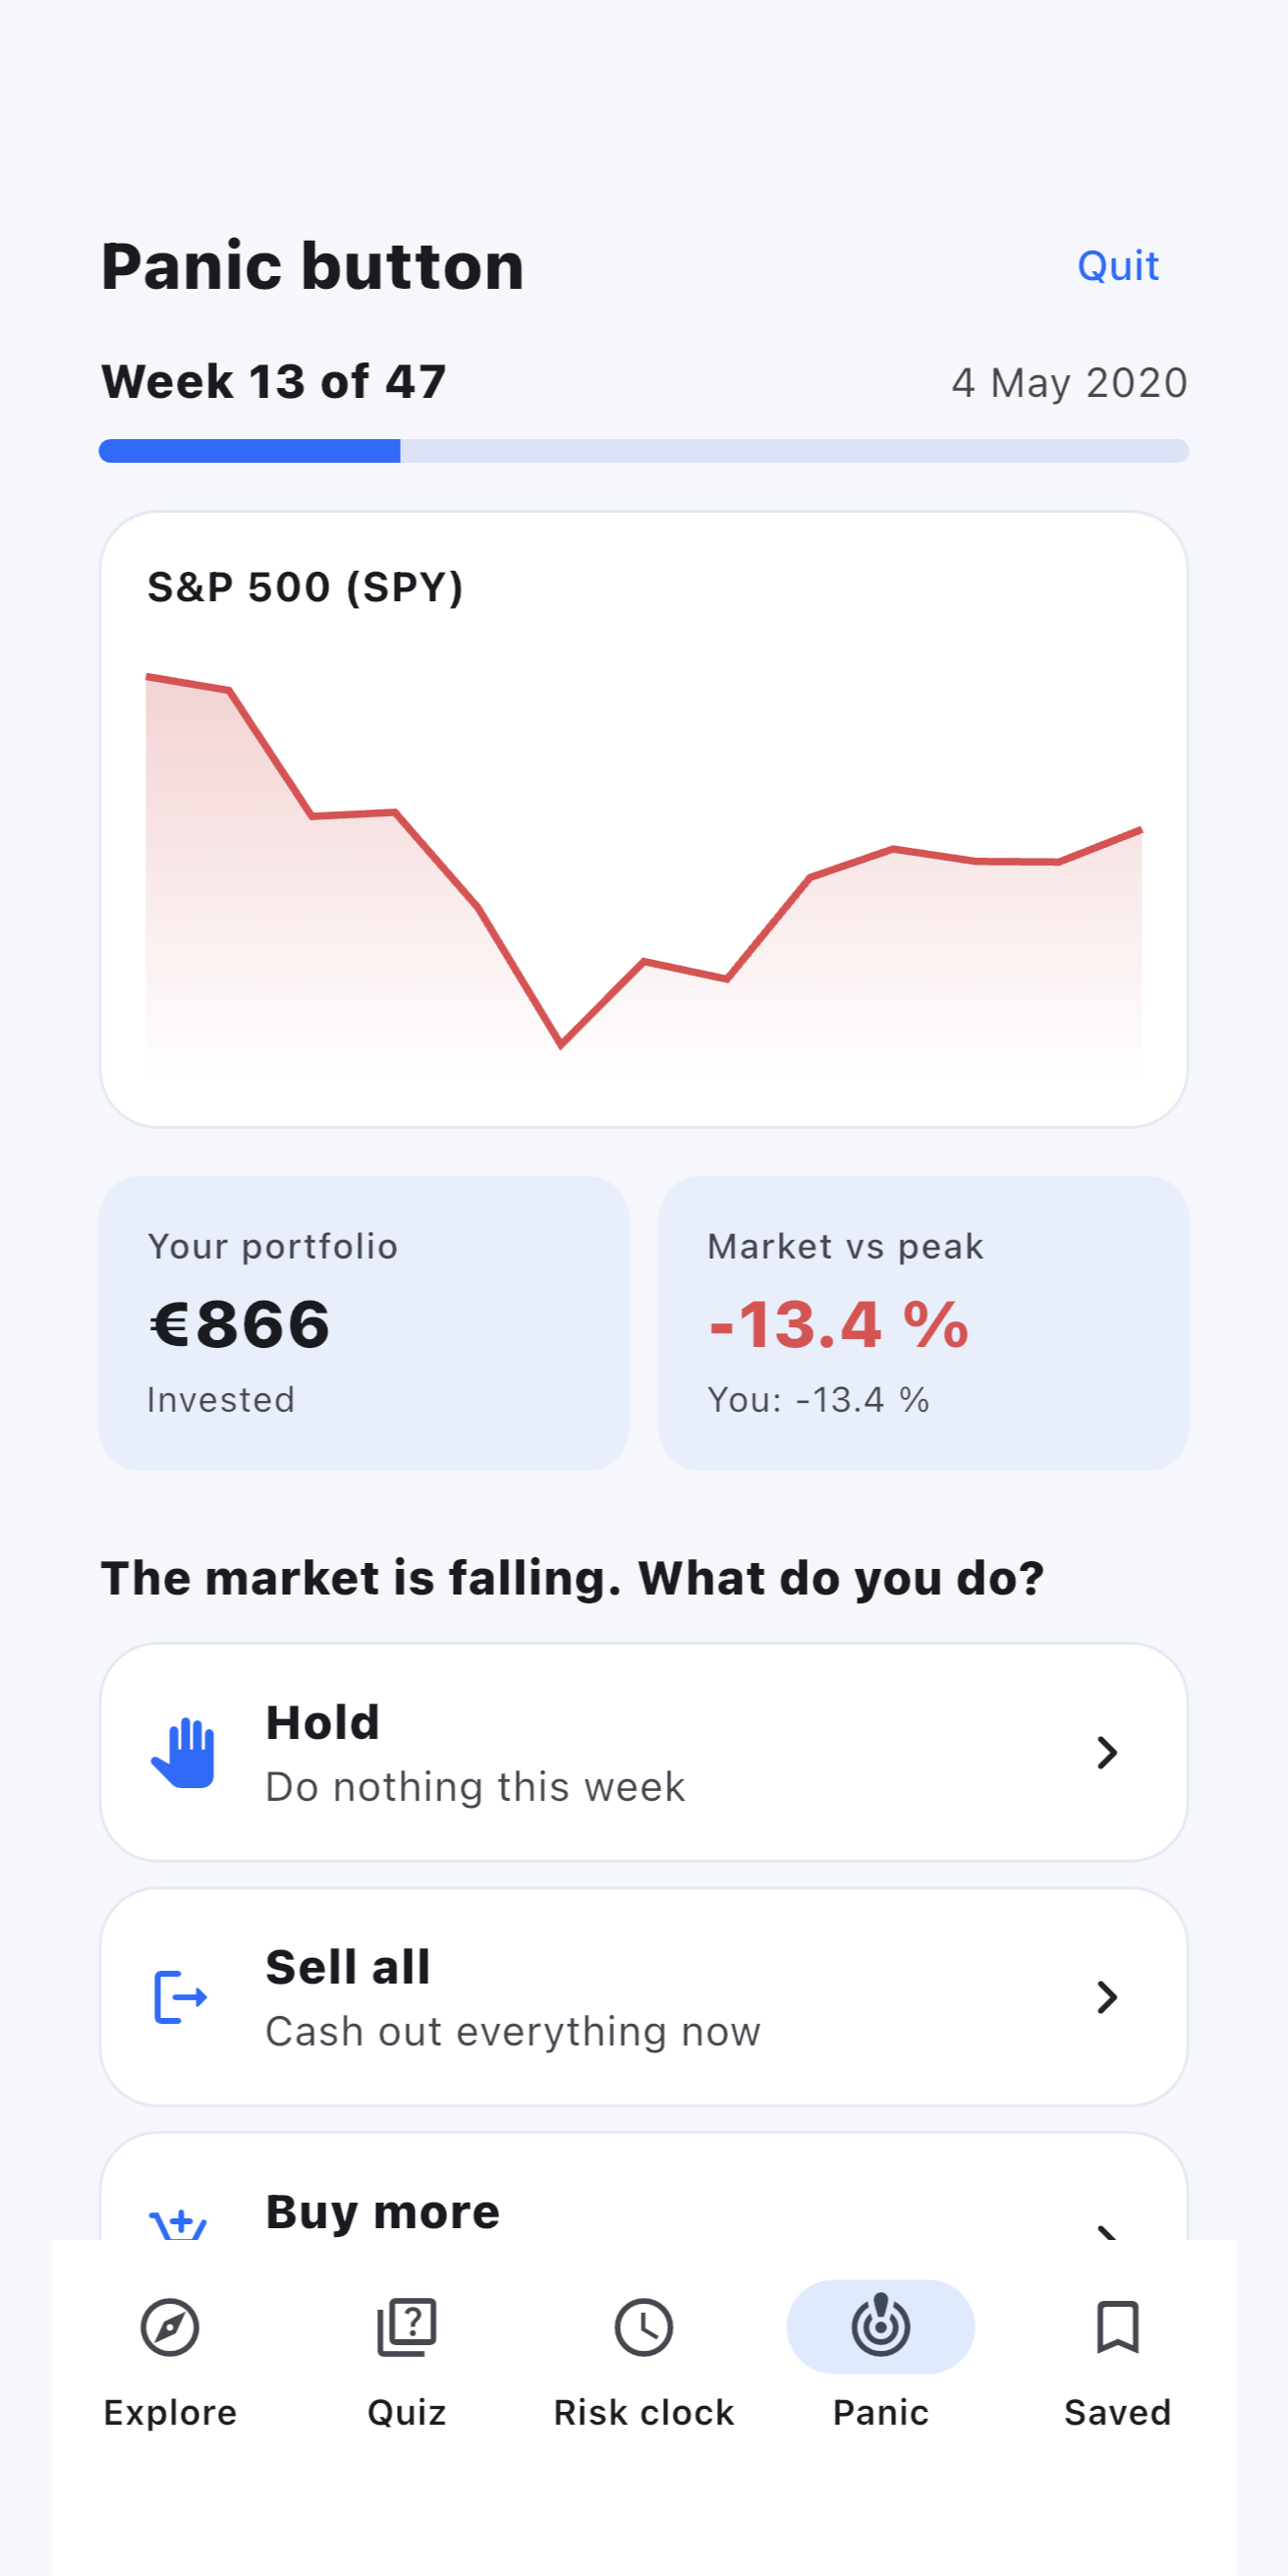 Panic button
Quit
Week 13 of 47
4 May 2020
S&P 500 (SPY)
Your portfolio
€866
Invested
Market vs peak
-13.4 %
You: -13.4 %
The market is falling. What do you do?
Hold
Do nothing this week
Sell all
Cash out everything now
Buy more
Explore
Quiz
Risk clock
Panic
Saved